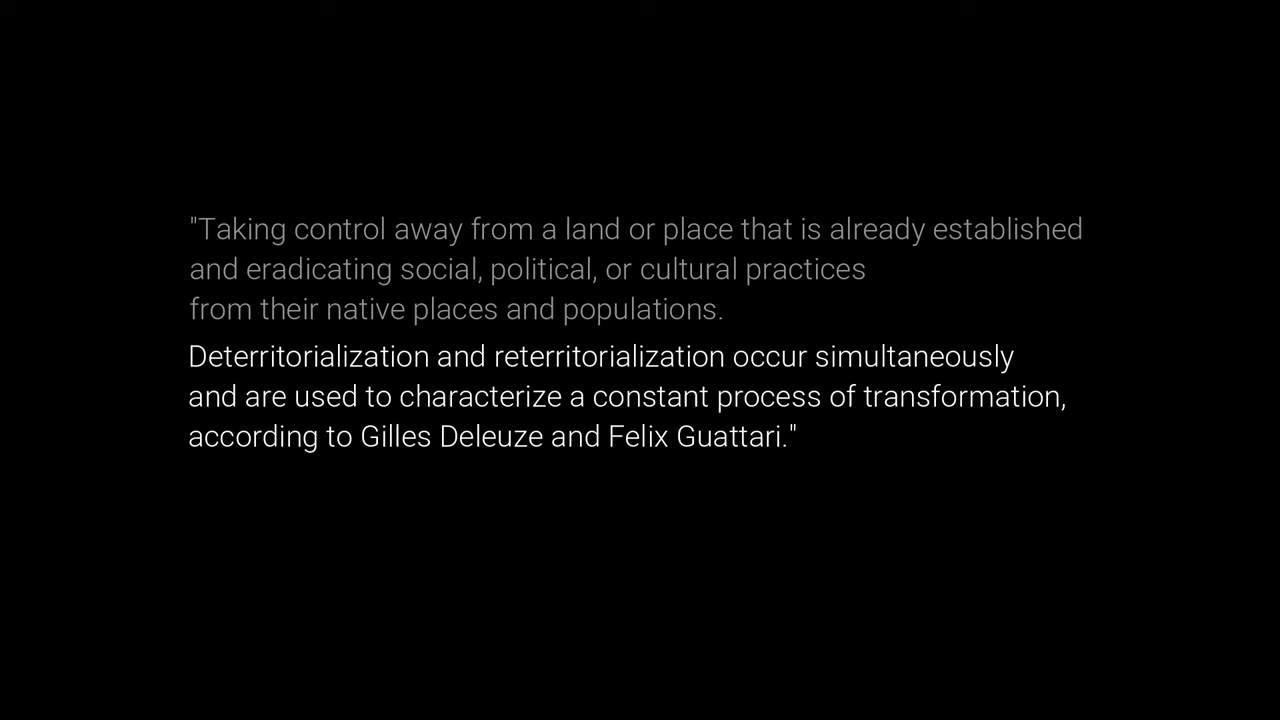 "Taking control away from a land or place that is already established
and eradicating social, political, or cultural practices
from their native places and populations.
Deterritorialization and reterritorialization occur simultaneously
and are used to characterize a constant process of transformation,
according to Gilles Deleuze and Felix Guattari."